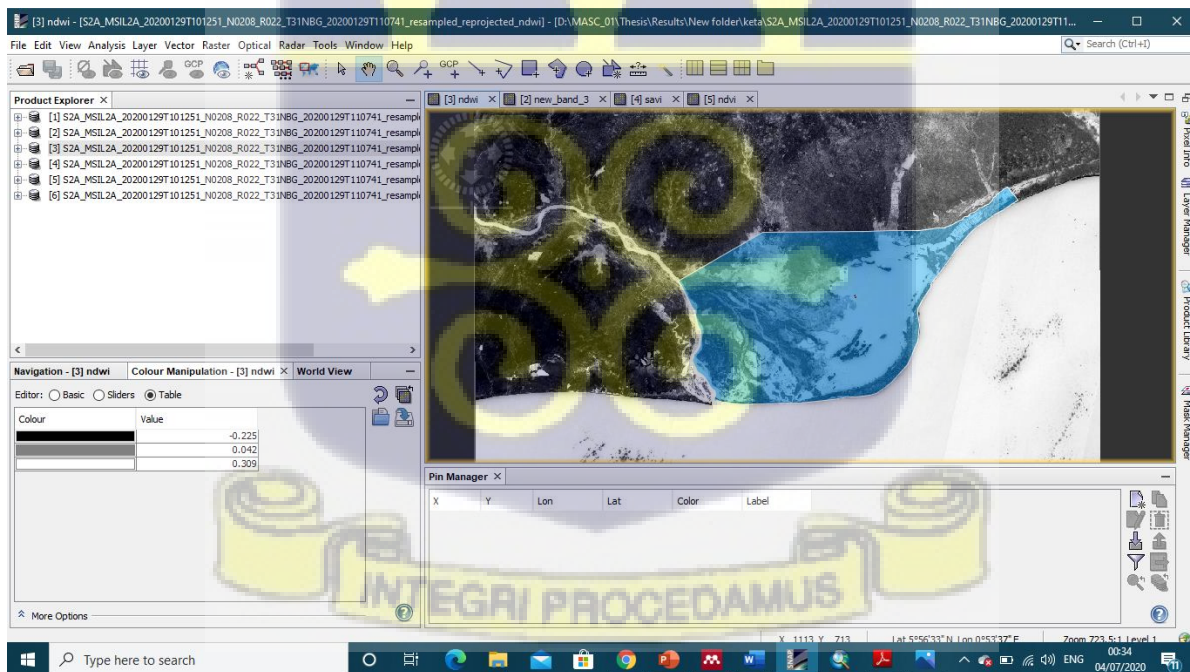 [3] ndwi - [S2A_MSIL2A_20200129T101251_N0208_R022_T31NBG_20200129T110741_resampled_reprojected_ndwi] - [D:\MASC_01\Thesis\Results\New folder\keta\S2A_MSIL2A_20200129T101251_N0208_R022_T31NBG_20200129T11...
File Edit View Analysis Layer Vector Raster Optical Radar Tools Window Help
Search (Ctrl+I)
GCP GCP
Product Explorer
[3] ndwi [2] new_band_3 [4] savi [5] ndvi
[1] S2A_MSIL2A_20200129T101251_N0208_R022_T31NBG_20200129T110741_resampl
[2] S2A_MSIL2A_20200129T101251_N0208_R022_T31NBG_20200129T110741_resampl
[3] S2A_MSIL2A_20200129T101251_N0208_R022_T31NBG_20200129T110741_resampl
[4] S2A_MSIL2A_20200129T101251_N0208_R022_T31NBG_20200129T110741_resampl
[5] S2A_MSIL2A_20200129T101251_N0208_R022_T31NBG_20200129T110741_resampl
[6] S2A_MSIL2A_20200129T101251_N0208_R022_T31NBG_20200129T110741_resampl
Pixel Info
Layer Manager
Product Library
Mask Manager
Navigation - [3] ndwi Colour Manipulation - [3] ndwi World View
Editor: Basic Sliders Table
Colour Value
-0.225
0.042
0.309
More Options
Pin Manager
X Y Lon Lat Color Label
INTEGRI PROCEDAMUS
X 1113 Y 713 Lat 5°56'33" N Lon 0°53'37" E Zoom 723.5:1 Level 1
Type here to search
ENG
00:34
04/07/2020